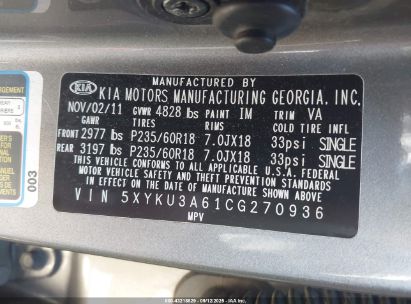 MANUFACTURED BY
KIA KIA MOTORS MANUFACTURING GEORGIA, INC.
NOV/02/11 GVWR 4828 lbs PAINT IM TRIM VA
GAWR TIRES RIMS COLD TIRE INFL
FRONT 2977 lbs P235/60R18 7.0JX18 33psi SINGLE
REAR 3197 lbs P235/60R18 7.0JX18 33psi SINGLE
THIS VEHICLE CONFORMS TO ALL APPLICABLE FEDERAL
MOTOR VEHICLE SAFETY, BUMPER, AND THEFT PREVENTION
STANDARDS IN EFFECT ON THE DATE OF MANUFACTURE SHOWN ABOVE.
VIN 5XYKU3A61CG270936
MPV
003